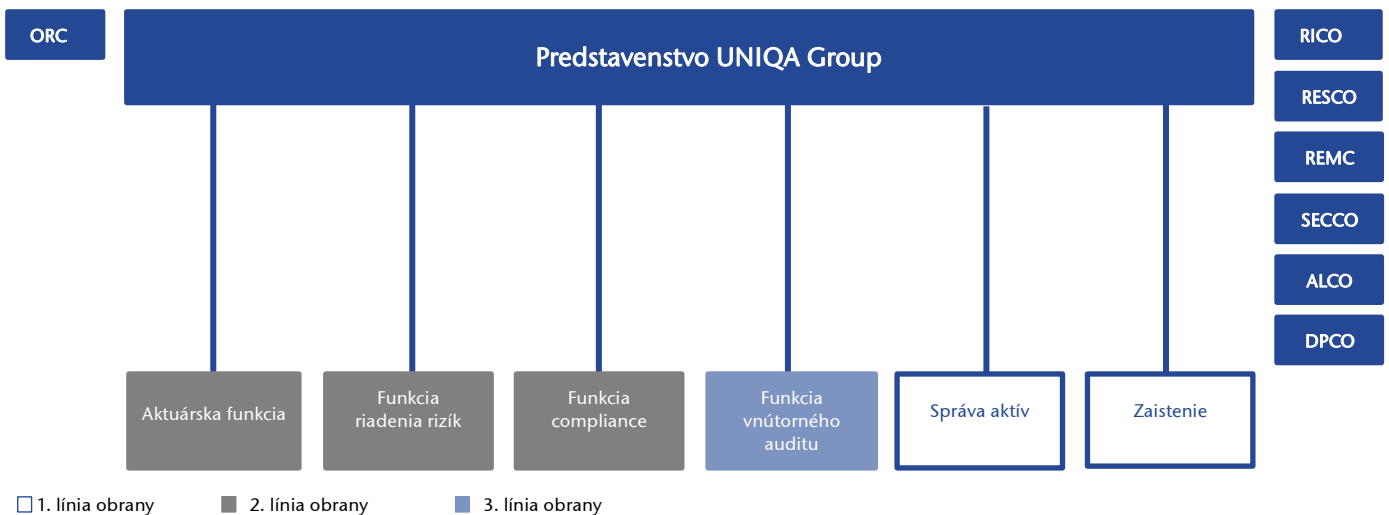 ORC
Predstavenstvo UNIQA Group
RICO
RESCO
REMC
SECCO
ALCO
DPCO
Aktuárska funkcia
Funkcia
riadenia rizík
Funkcia
compliance
Funkcia
vnútorného
auditu
Správa aktív
Zaistenie
1. línia obrany
2. línia obrany
3. línia obrany